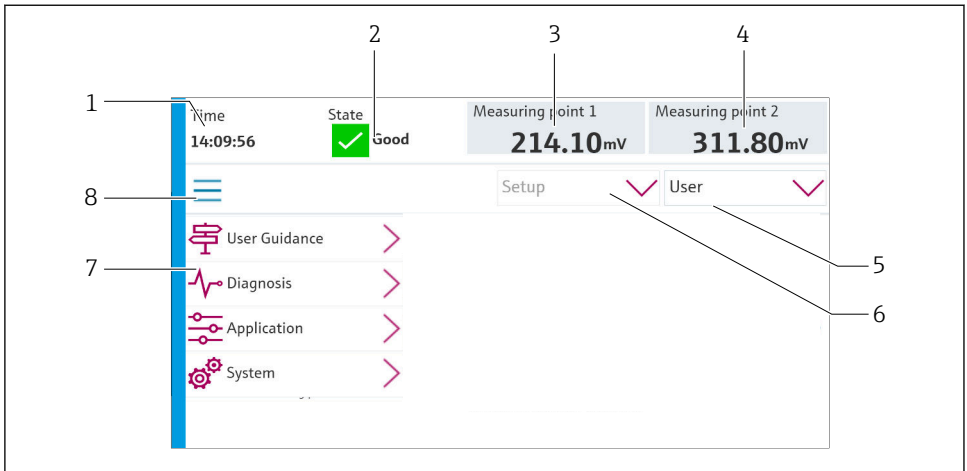 2
3
4
1
Time
State
Measuring point 1
Measuring point 2
14:09:56
Good
214.10mV
311.80mV
8
Setup
User
User Guidance
7
Diagnosis
5
6
Application
System